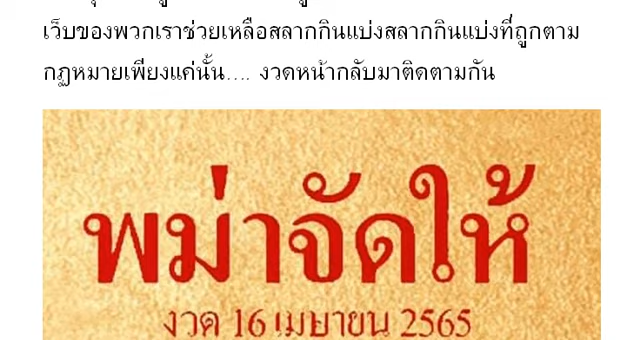 เว็บของพวกเราช่วยเหลือสลากกินแบ่งสลากกินแบ่งที่ถูกตาม
กฏหมายเพียงแค่นั้น…. งวดหน้ากลับมาติดตามกัน
พม่าจัดให้
งวด 16 เมษายน 2565